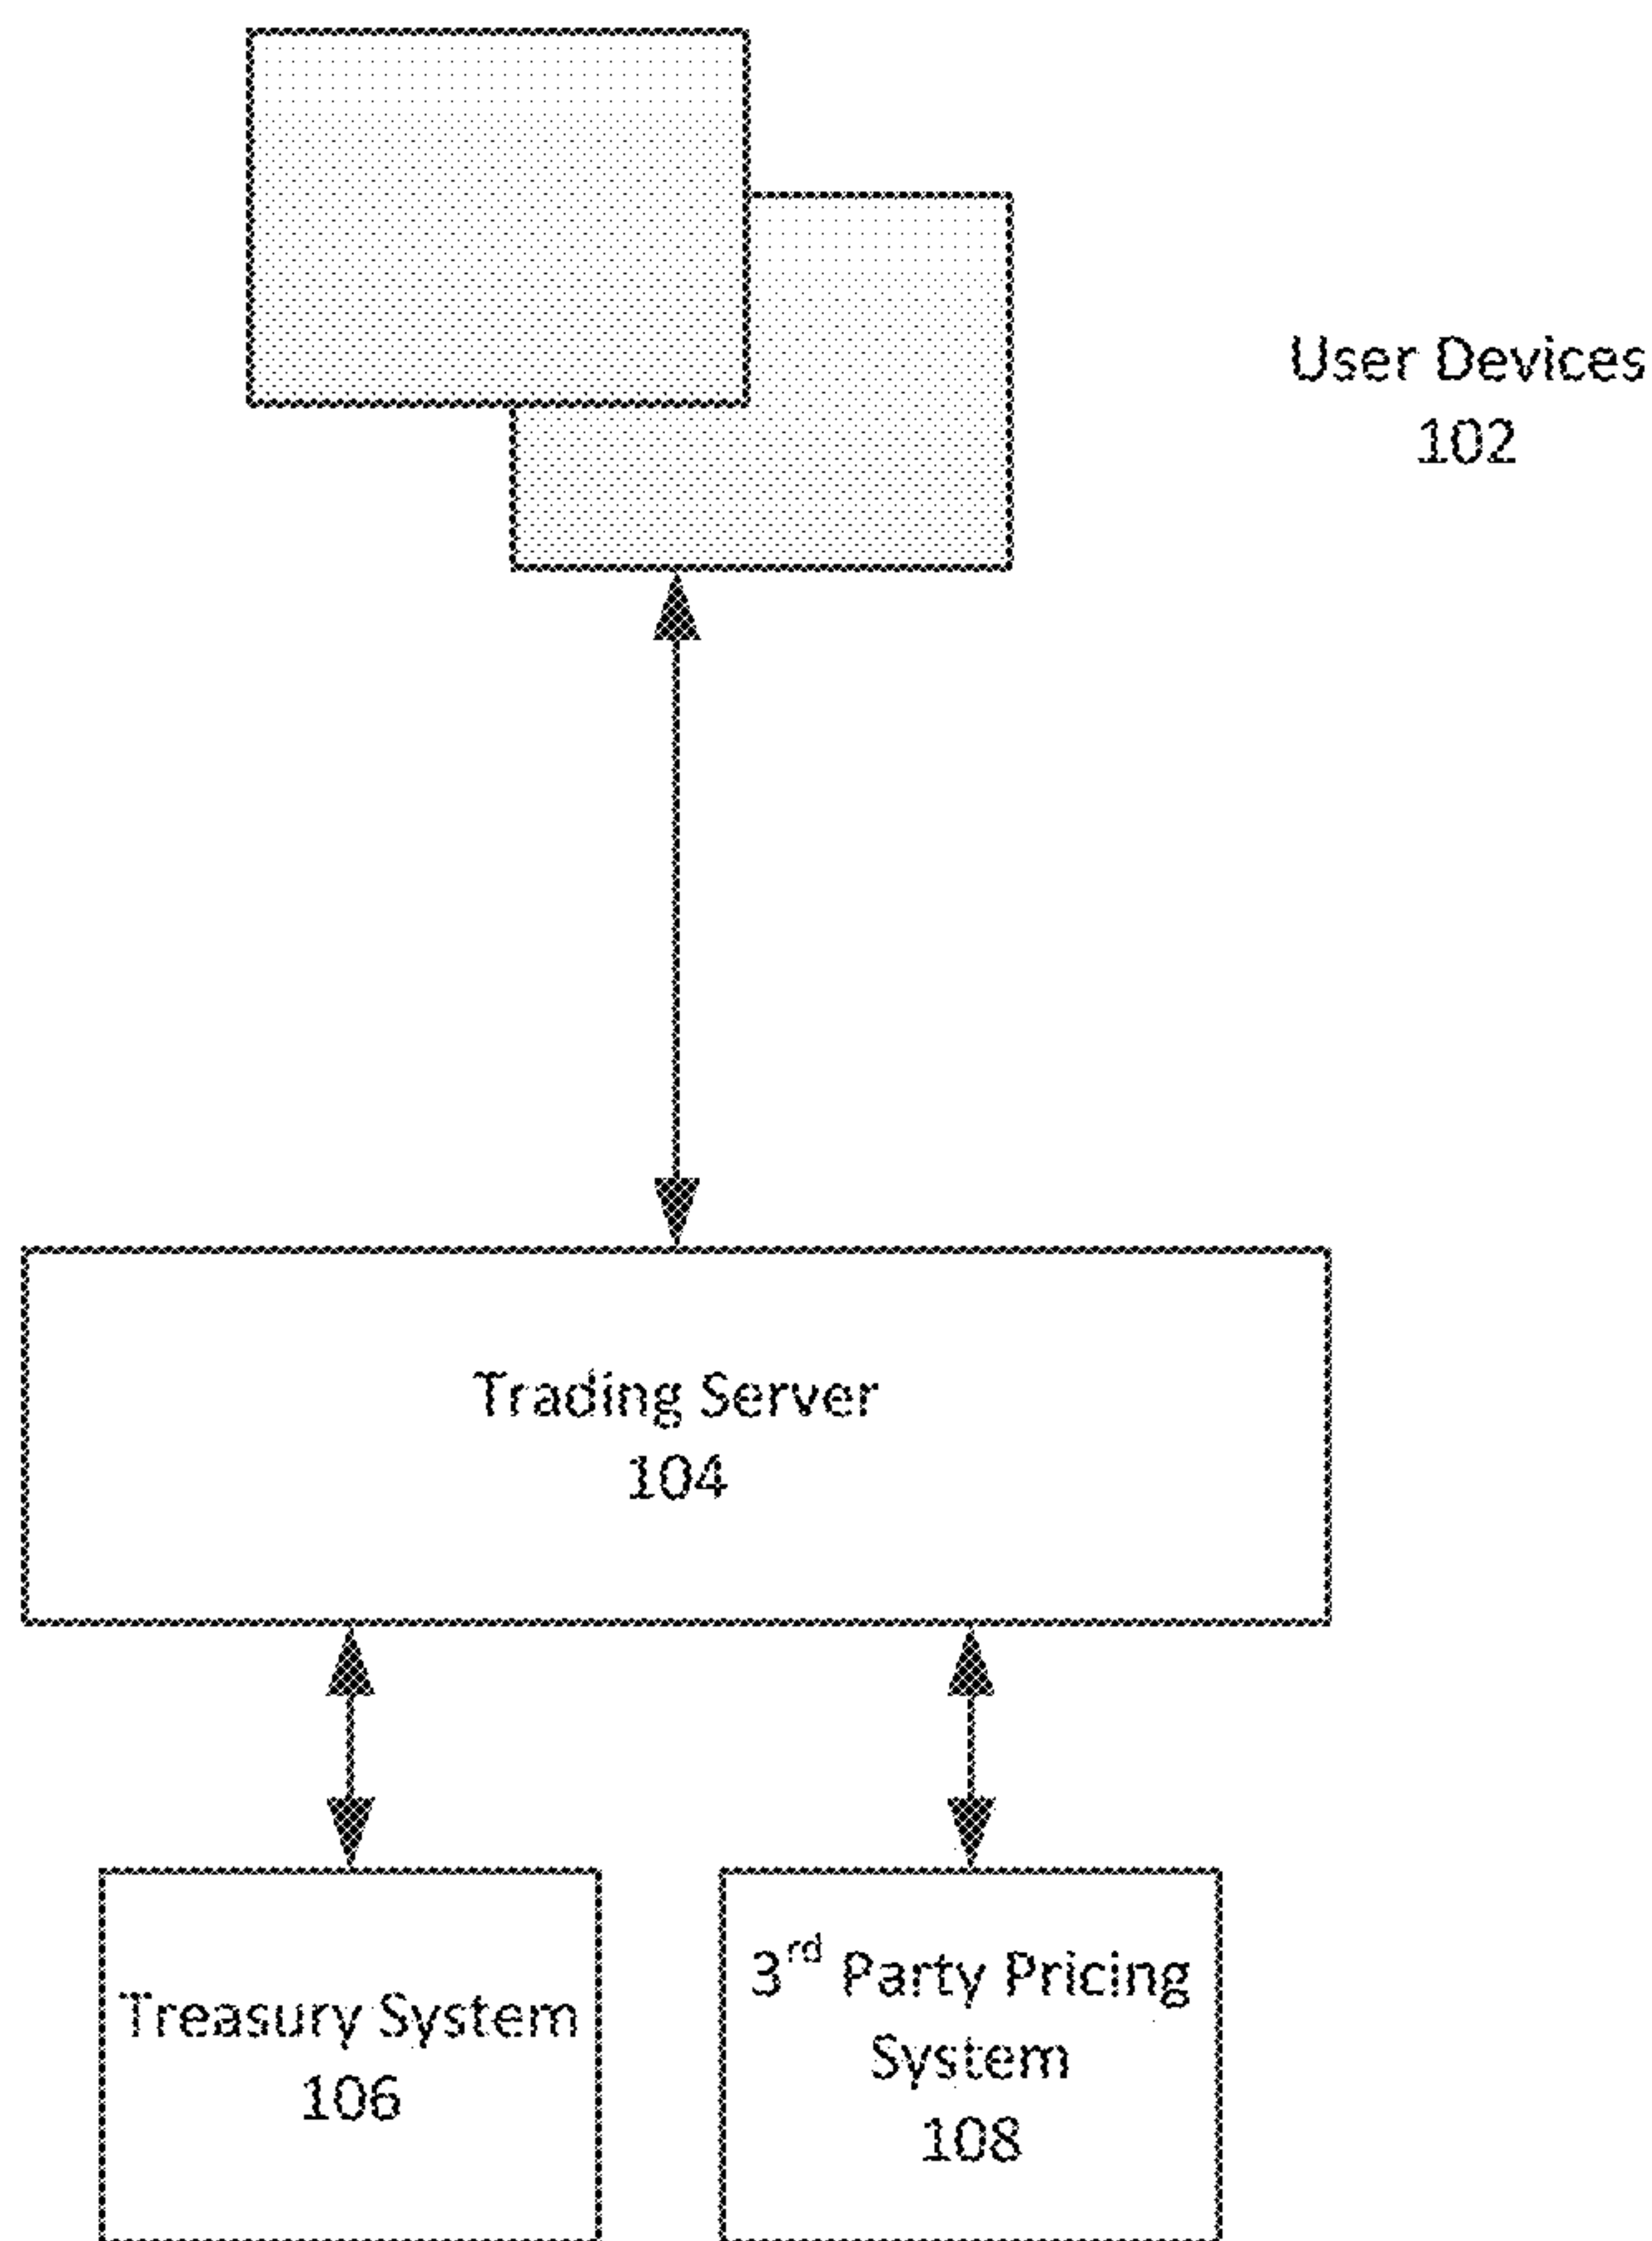 User Devices
102
Trading Server
104
Treasury System
106
3rd Party Pricing
System
108